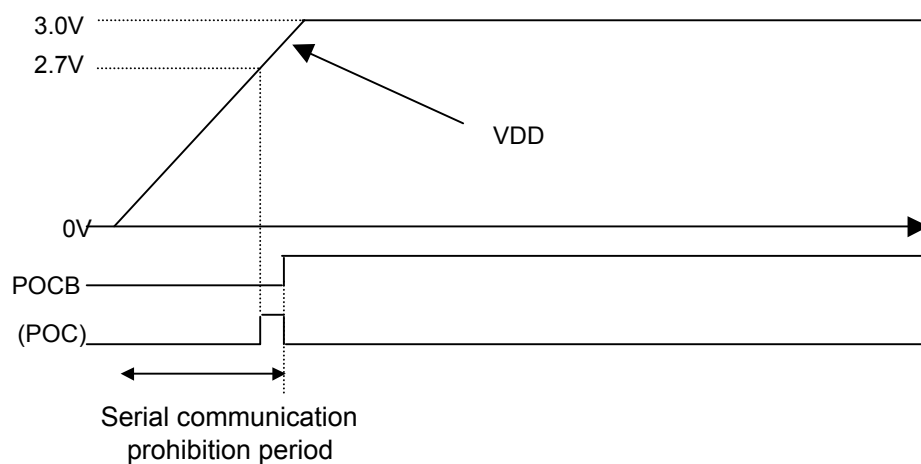 3.0V
2.7V
VDD
0V
POCB
(POC)
Serial communication
prohibition period